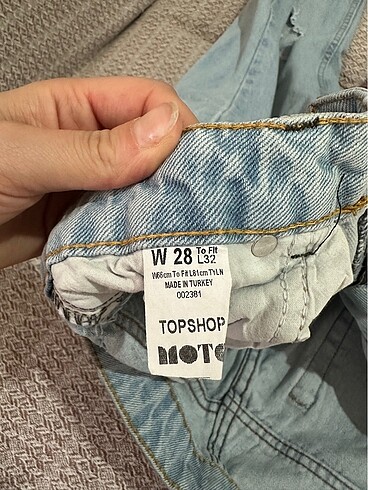 W 28 To Fit L32
W66cm To Fit L81cm TYLN
MADE IN TURKEY
002381
TOPSHOP
MOTO